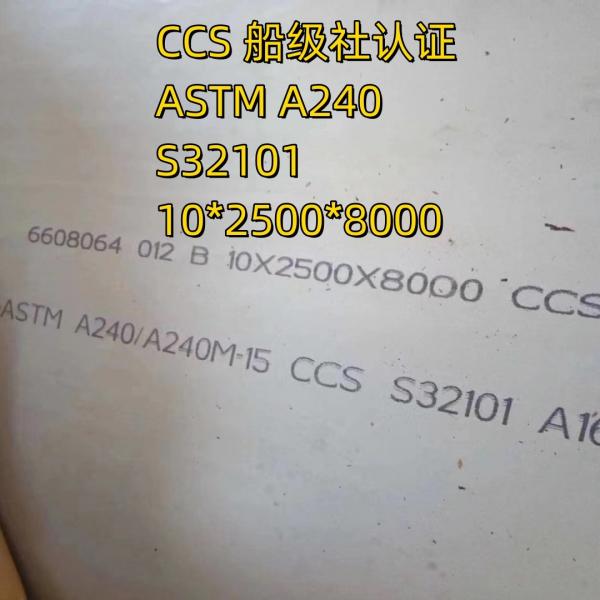 CCS 船级社认证
ASTM A240
S32101
10*2500*8000
6608064 012 B 10X2500X8000 CCS
ASTM A240/A240M-15 CCS S32101 A16